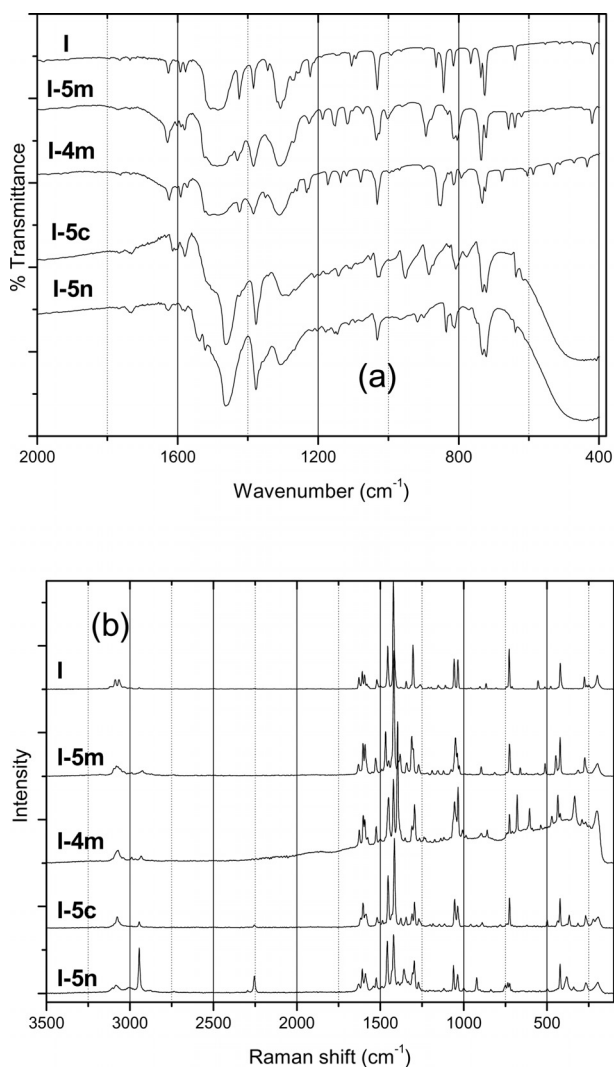 I
I-5m
I-4m
I-5c
I-5n
% Transmittance
(a)
2000 1600 1200 800 400
Wavenumber (cm⁻¹)
(b)
I
I-5m
I-4m
I-5c
I-5n
Intensity
3500 3000 2500 2000 1500 1000 500
Raman shift (cm⁻¹)